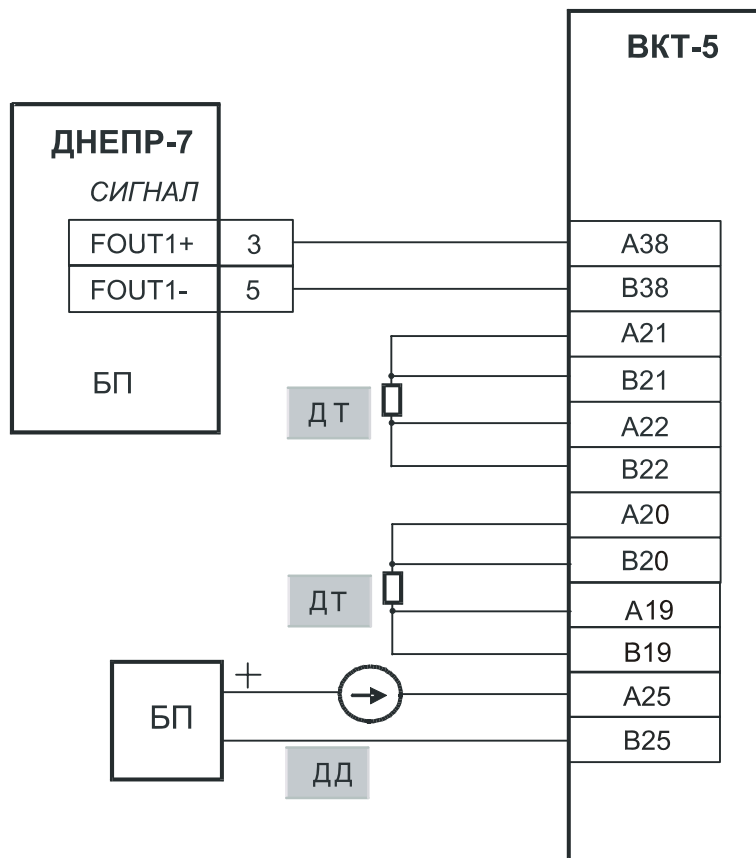 ВКТ-5
ДНЕПР-7
СИГНАЛ
FOUT1+ 3
FOUT1- 5
БП
A38
B38
A21
B21
A22
B22
A20
B20
A19
B19
A25
B25
ДТ
ДТ
+
БП
ДД